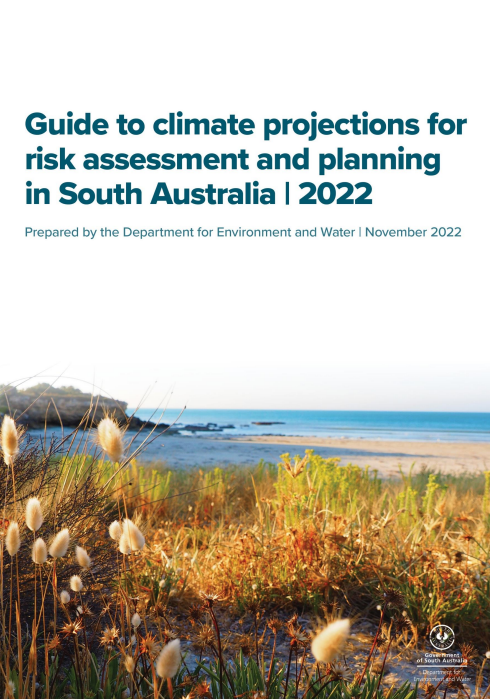 Guide to climate projections for
risk assessment and planning
in South Australia | 2022
Prepared by the Department for Environment and Water | November 2022
Government
of South Australia
Department for
Environment and Water